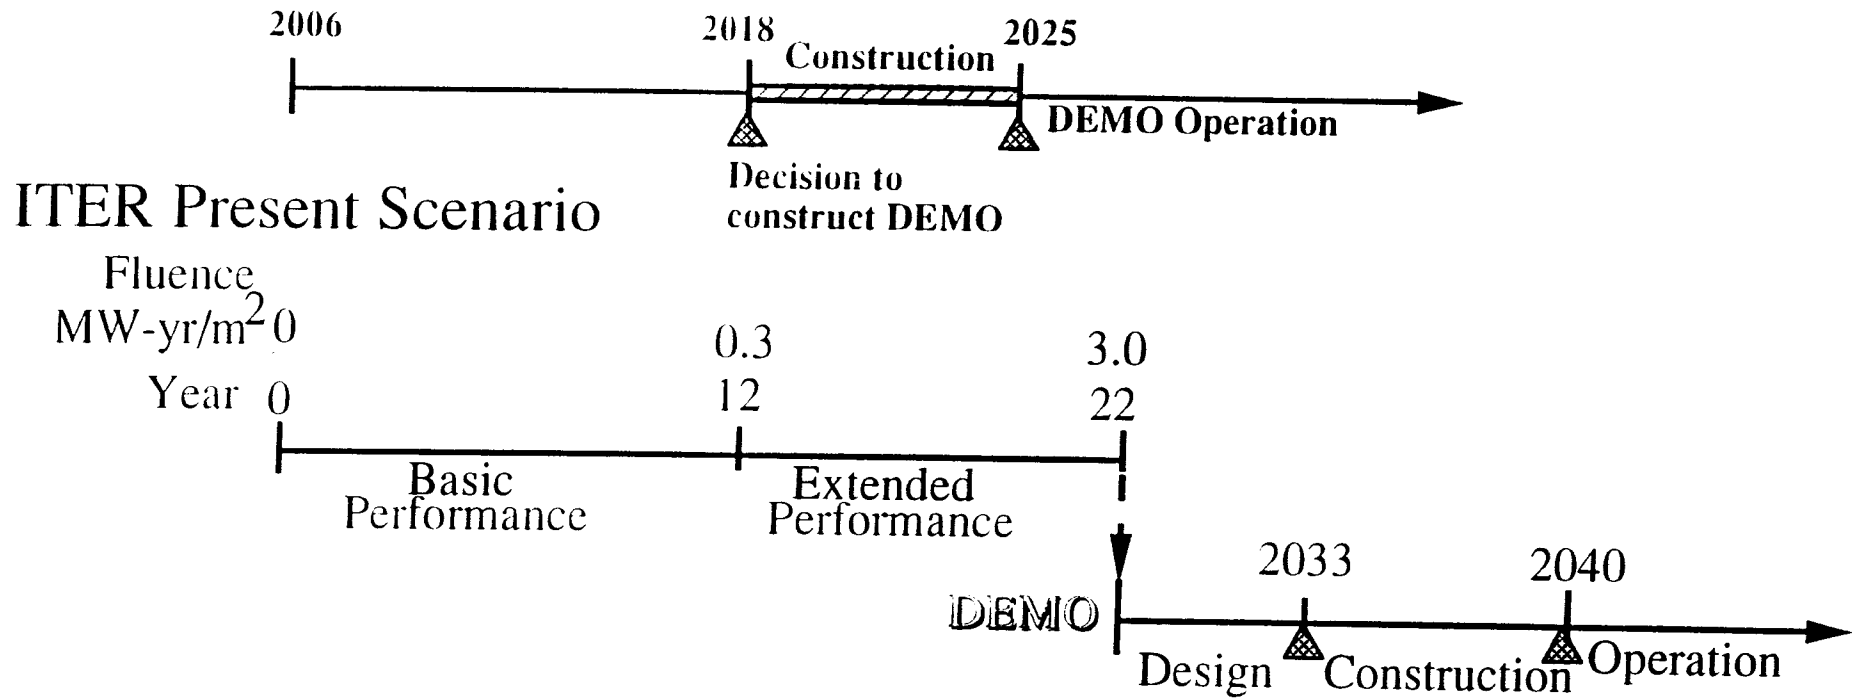 2006 2018 2025
Construction
DEMO Operation
Decision to
construct DEMO
ITER Present Scenario
Fluence
MW-yr/m2 0 0.3 3.0
Year 0 12 22
Basic
Performance
Extended
Performance
2033 2040
DEMO
Design Construction Operation